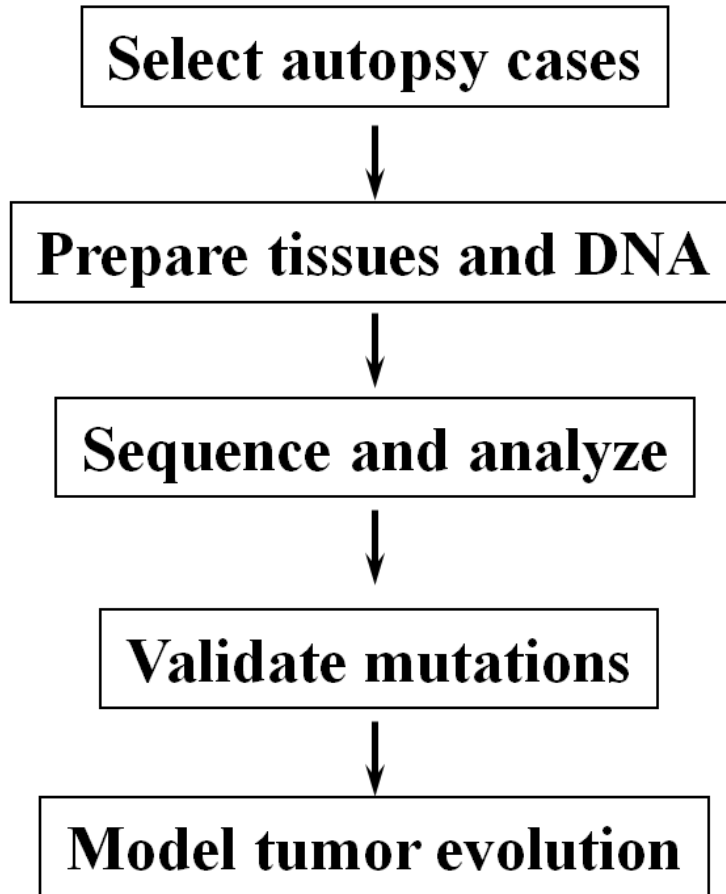 Select autopsy cases
Prepare tissues and DNA
Sequence and analyze
Validate mutations
Model tumor evolution